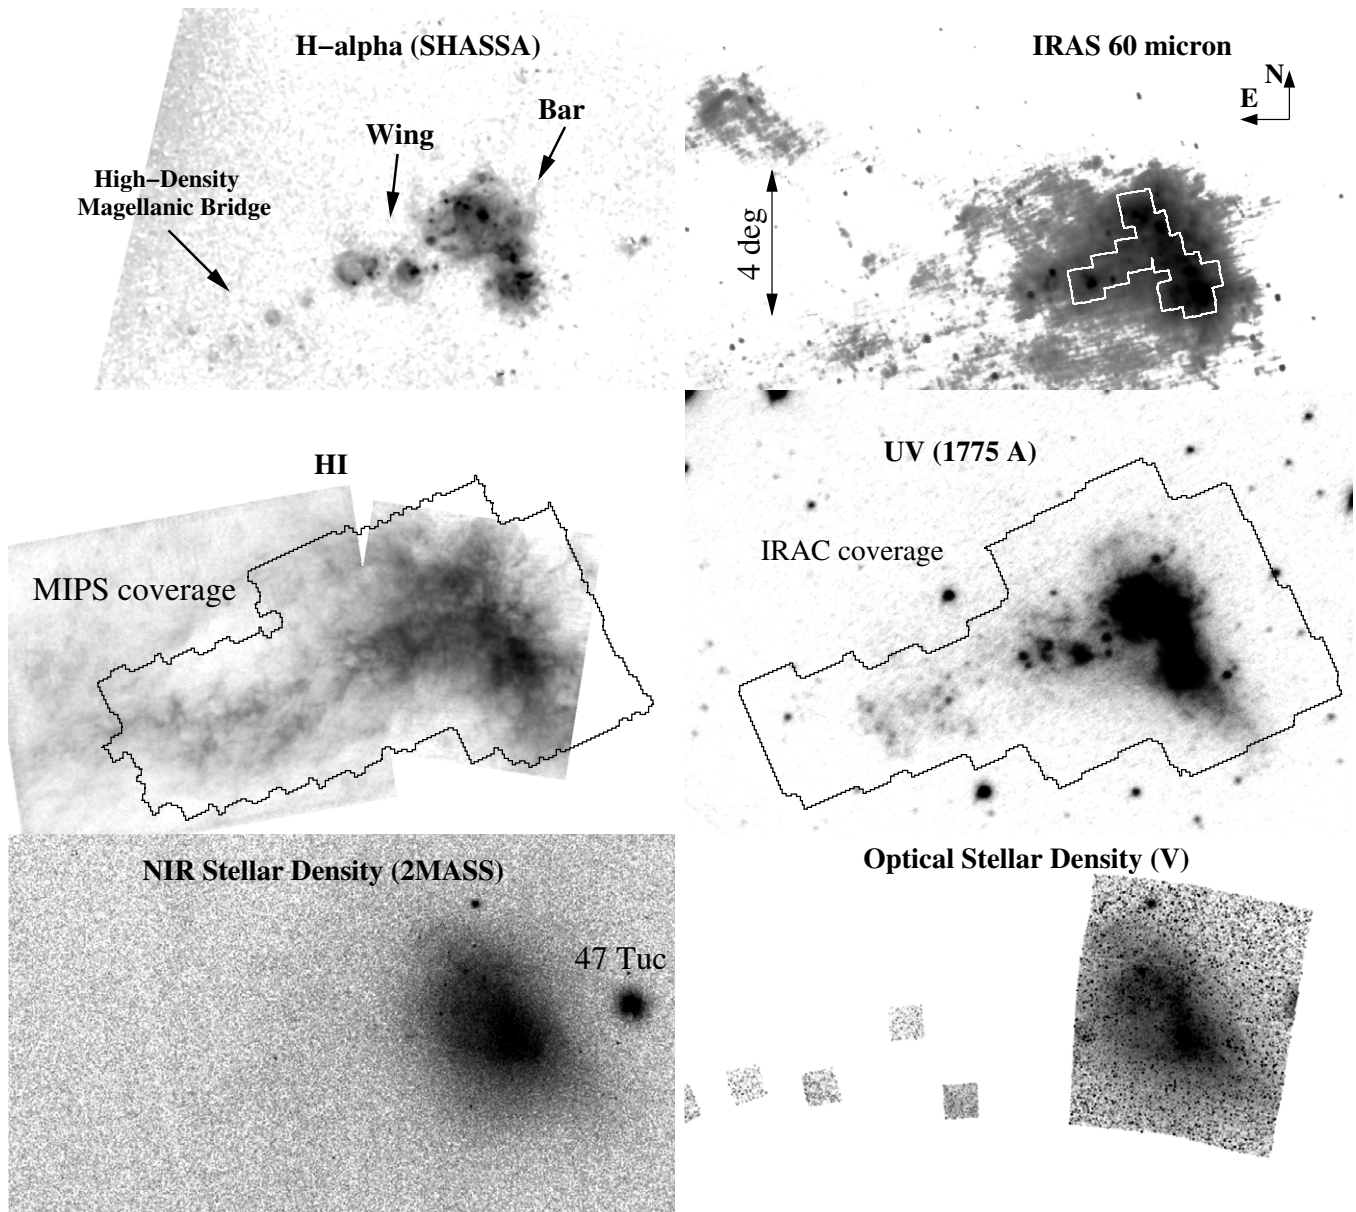 H−alpha (SHASSA)
Bar
Wing
High−Density
Magellanic Bridge
IRAS 60 micron
N
E
4 deg
HI
MIPS coverage
UV (1775 A)
IRAC coverage
NIR Stellar Density (2MASS)
47 Tuc
Optical Stellar Density (V)